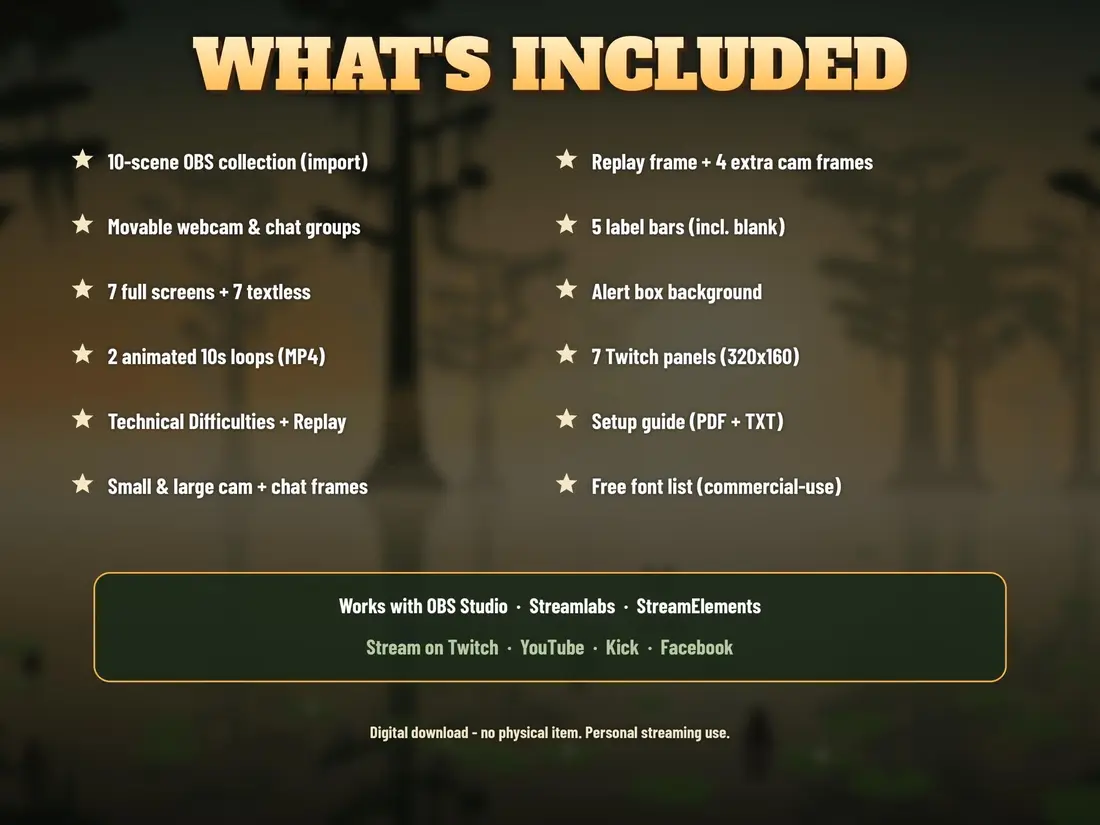 WHAT'S INCLUDED
10-scene OBS collection (import)
Movable webcam & chat groups
7 full screens + 7 textless
2 animated 10s loops (MP4)
Technical Difficulties + Replay
Small & large cam + chat frames
Replay frame + 4 extra cam frames
5 label bars (incl. blank)
Alert box background
7 Twitch panels (320x160)
Setup guide (PDF + TXT)
Free font list (commercial-use)
Works with OBS Studio · Streamlabs · StreamElements
Stream on Twitch · YouTube · Kick · Facebook
Digital download - no physical item. Personal streaming use.